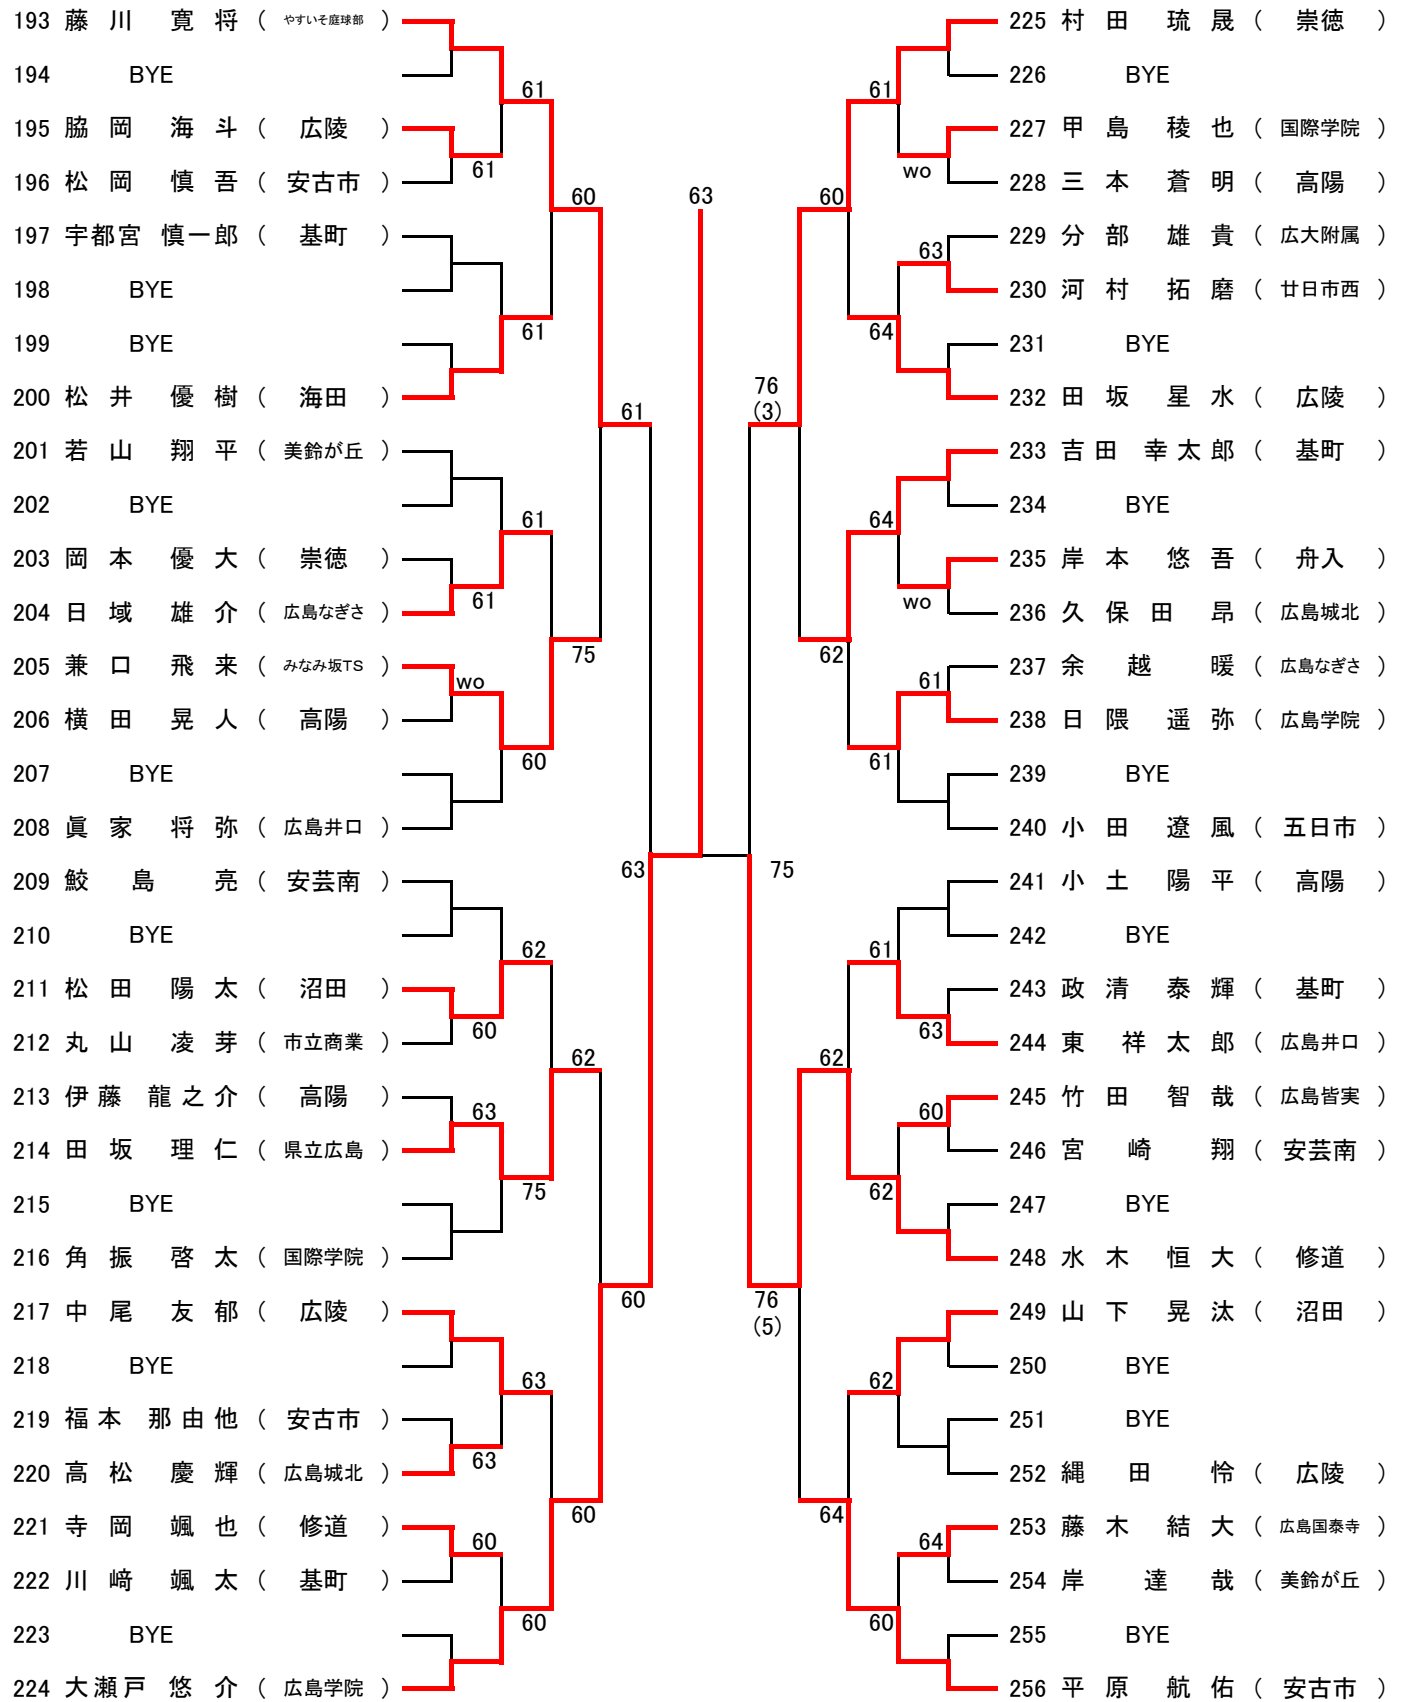 193 藤川 寛将 ( やすいそ庭球部 )
194 BYE
61
195 脇岡 海斗 ( 広陵 )
61
196 松岡 慎吾 ( 安古市 )
60
197 宇都宮 慎一郎 ( 基町 )
198 BYE
61
199 BYE
200 松井 優樹 ( 海田 )
61
201 若山 翔平 ( 美鈴が丘 )
202 BYE
61
203 岡本 優大 ( 崇徳 )
61
204 日域 雄介 ( 広島なぎさ )
75
205 兼口 飛来 ( みなみ坂TS )
wo
206 横田 晃人 ( 高陽 )
60
207 BYE
208 眞家 将弥 ( 広島井口 )
63
209 鮫島 亮 ( 安芸南 )
210 BYE
62
211 松田 陽太 ( 沼田 )
60
212 丸山 凌芽 ( 市立商業 )
62
213 伊藤 龍之介 ( 高陽 )
63
214 田坂 理仁 ( 県立広島 )
75
215 BYE
216 角振 啓太 ( 国際学院 )
60
217 中尾 友郁 ( 広陵 )
218 BYE
63
219 福本 那由他 ( 安古市 )
63
220 高松 慶輝 ( 広島城北 )
60
221 寺岡 颯也 ( 修道 )
60
222 川﨑 颯太 ( 基町 )
60
223 BYE
224 大瀬戸 悠介 ( 広島学院 )
63
225 村田 琉晟 ( 崇徳 )
226 BYE
61
227 甲島 稜也 ( 国際学院 )
wo
228 三本 蒼明 ( 高陽 )
60
229 分部 雄貴 ( 広大附属 )
63
230 河村 拓磨 ( 廿日市西 )
64
231 BYE
232 田坂 星水 ( 広陵 )
76
(3)
233 吉田 幸太郎 ( 基町 )
234 BYE
64
235 岸本 悠吾 ( 舟入 )
wo
236 久保田 昂 ( 広島城北 )
62
237 余越 暖 ( 広島なぎさ )
61
238 日隈 遥弥 ( 広島学院 )
61
239 BYE
240 小田 遼風 ( 五日市 )
75
241 小土 陽平 ( 高陽 )
242 BYE
61
243 政清 泰輝 ( 基町 )
63
244 東 祥太郎 ( 広島井口 )
62
245 竹田 智哉 ( 広島皆実 )
60
246 宮崎 翔 ( 安芸南 )
62
247 BYE
248 水木 恒大 ( 修道 )
76
(5)
249 山下 晃汰 ( 沼田 )
250 BYE
62
251 BYE
252 縄田 怜 ( 広陵 )
64
253 藤木 結大 ( 広島国泰寺 )
64
254 岸 達哉 ( 美鈴が丘 )
60
255 BYE
256 平原 航佑 ( 安古市 )